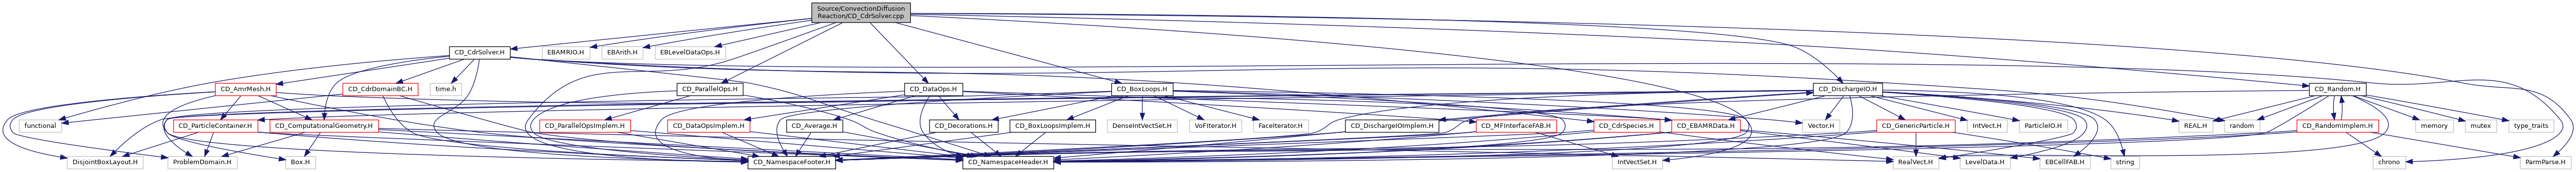 Source/ConvectionDiffusion
Reaction/CD_CdrSolver.cpp
CD_CdrSolver.H
EBAMRIO.H
EBArith.H
EBLevelDataOps.H
CD_AmrMesh.H
CD_CdrDomainBC.H
time.h
CD_ParallelOps.H
CD_DataOps.H
CD_BoxLoops.H
CD_DischargeIO.H
CD_Random.H
functional
CD_ParticleContainer.H
CD_ComputationalGeometry.H
CD_ParallelOpsImplem.H
CD_DataOpsImplem.H
CD_Average.H
CD_Decorations.H
CD_BoxLoopsImplem.H
DenseIntVectSet.H
VoFIterator.H
FaceIterator.H
CD_DischargeIOImplem.H
CD_MFInterfaceFAB.H
CD_CdrSpecies.H
CD_EBAMRData.H
Vector.H
CD_GenericParticle.H
IntVect.H
ParticleIO.H
REAL.H
random
CD_RandomImplem.H
memory
mutex
type_traits
DisjointBoxLayout.H
ProblemDomain.H
Box.H
CD_NamespaceFooter.H
CD_NamespaceHeader.H
IntVectSet.H
RealVect.H
LevelData.H
EBCellFAB.H
string
chrono
ParmParse.H